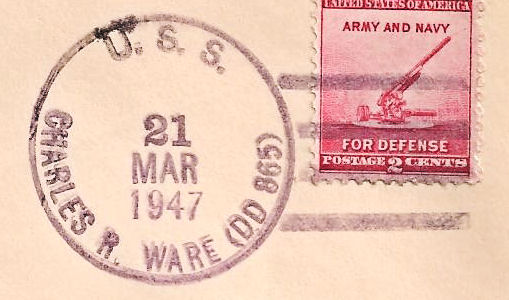 U. S. S.
CHARLES R. WARE (DD 865)
21
MAR
1947
UNITED STATES OF AMERICA
ARMY AND NAVY
FOR DEFENSE
POSTAGE 2 CENTS